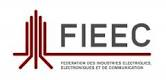 FIEEC
FEDERATION DES INDUSTRIES ELECTRIQUES,
ELECTRONIQUES ET DE COMMUNICATION